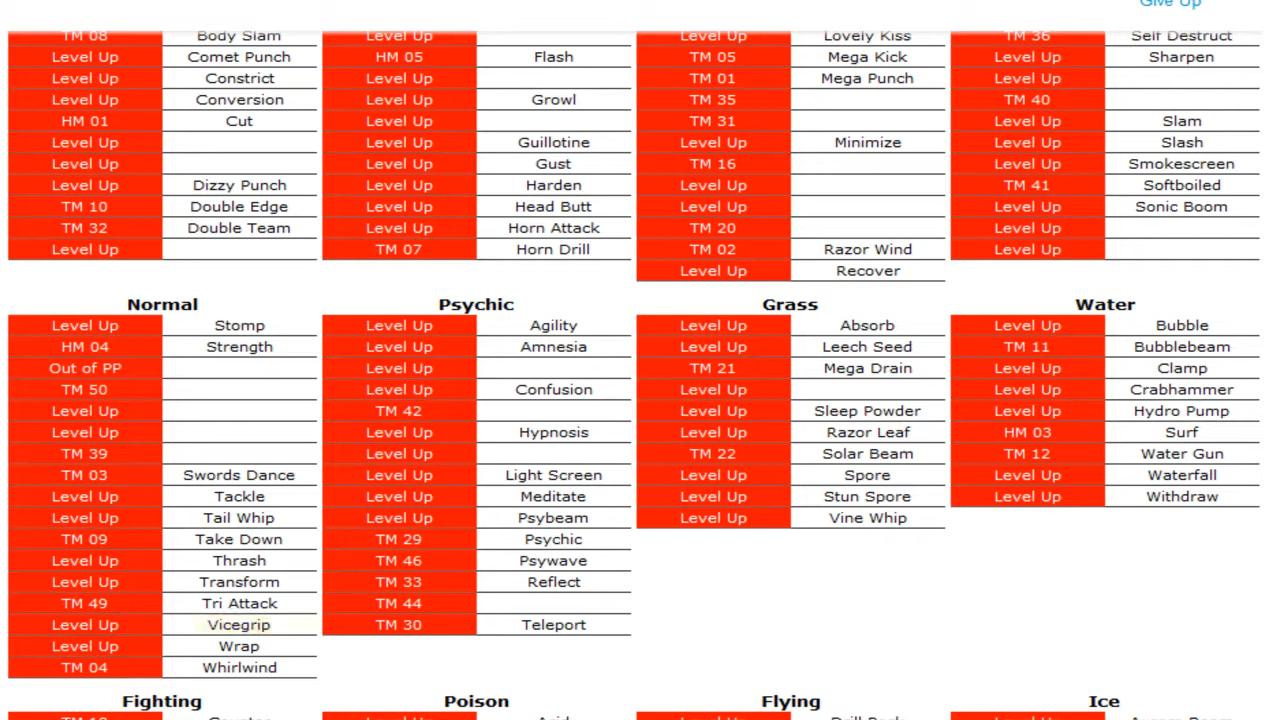 Give Up
TM 08 Body Slam Level Up Level Up Lovely Kiss TM 36 Self Destruct
Level Up Comet Punch HM 05 Flash TM 05 Mega Kick Level Up Sharpen
Level Up Constrict Level Up TM 01 Mega Punch Level Up
Level Up Conversion Level Up Growl TM 35 TM 40
HM 01 Cut Level Up TM 31 Level Up Slam
Level Up Level Up Guillotine Level Up Minimize Level Up Slash
Level Up Level Up Gust TM 16 Level Up Smokescreen
Level Up Dizzy Punch Level Up Harden Level Up TM 41 Softboiled
TM 10 Double Edge Level Up Head Butt Level Up Level Up Sonic Boom
TM 32 Double Team Level Up Horn Attack TM 20 Level Up
Level Up TM 07 Horn Drill TM 02 Razor Wind Level Up
Level Up Recover
Normal Psychic Grass Water
Level Up Stomp Level Up Agility Level Up Absorb Level Up Bubble
HM 04 Strength Level Up Amnesia Level Up Leech Seed TM 11 Bubblebeam
Out of PP Level Up TM 21 Mega Drain Level Up Clamp
TM 50 Level Up Confusion Level Up Level Up Crabhammer
Level Up TM 42 Level Up Sleep Powder Level Up Hydro Pump
Level Up Level Up Hypnosis Level Up Razor Leaf HM 03 Surf
TM 39 Level Up TM 22 Solar Beam TM 12 Water Gun
TM 03 Swords Dance Level Up Light Screen Level Up Spore Level Up Waterfall
Level Up Tackle Level Up Meditate Level Up Stun Spore Level Up Withdraw
Level Up Tail Whip Level Up Psybeam Level Up Vine Whip
TM 09 Take Down TM 29 Psychic
Level Up Thrash TM 46 Psywave
Level Up Transform TM 33 Reflect
TM 49 Tri Attack TM 44
Level Up Vicegrip TM 30 Teleport
Level Up Wrap
TM 04 Whirlwind
Fighting Poison Flying Ice